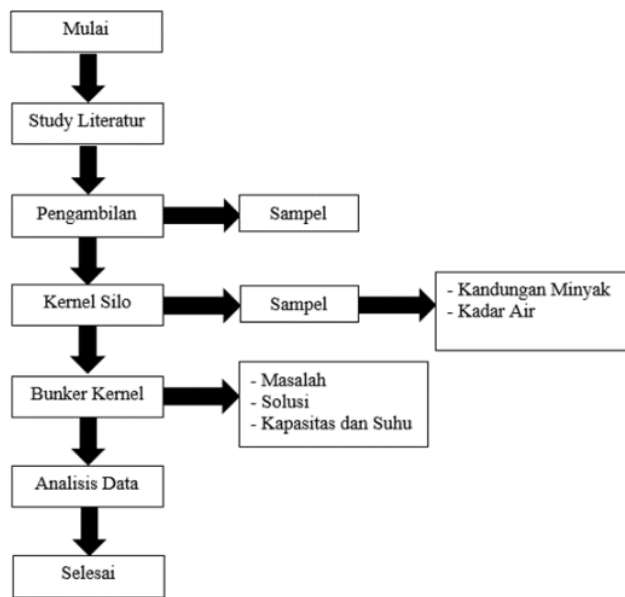 Mulai
Study Literatur
Pengambilan
Sampel
Kernel Silo
Sampel
- Kandungan Minyak
- Kadar Air
Bunker Kernel
- Masalah
- Solusi
- Kapasitas dan Suhu
Analisis Data
Selesai